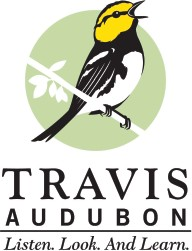 TRAVIS
AUDUBON
Listen. Look. And Learn.